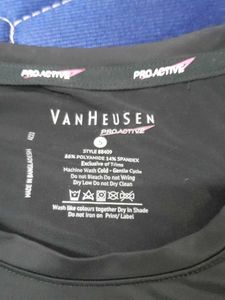 PROACTIVE
PROACTIVE
VAN HEUSEN
PROACTIVE
S
STYLE 88409
86% POLYAMIDE 14% SPANDEX
Exclusive of Trims
Machine Wash Cold - Gentle Cycle
Do not Bleach Do not Wring
Dry Low Do not Dry Clean
Wash like colours together Dry in Shade
Do not Iron on Print/ Label
MADE IN BANGLADESH